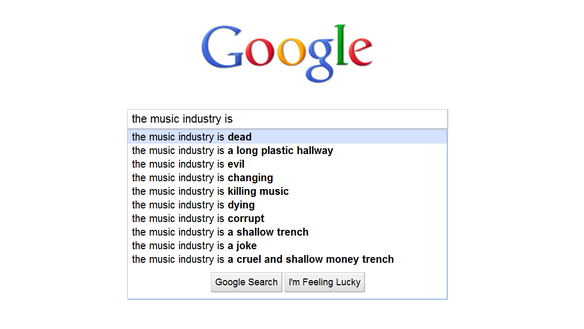 Google
the music industry is
the music industry is dead
the music industry is a long plastic hallway
the music industry is evil
the music industry is changing
the music industry is killing music
the music industry is dying
the music industry is corrupt
the music industry is a shallow trench
the music industry is a joke
the music industry is a cruel and shallow money trench
Google Search I'm Feeling Lucky